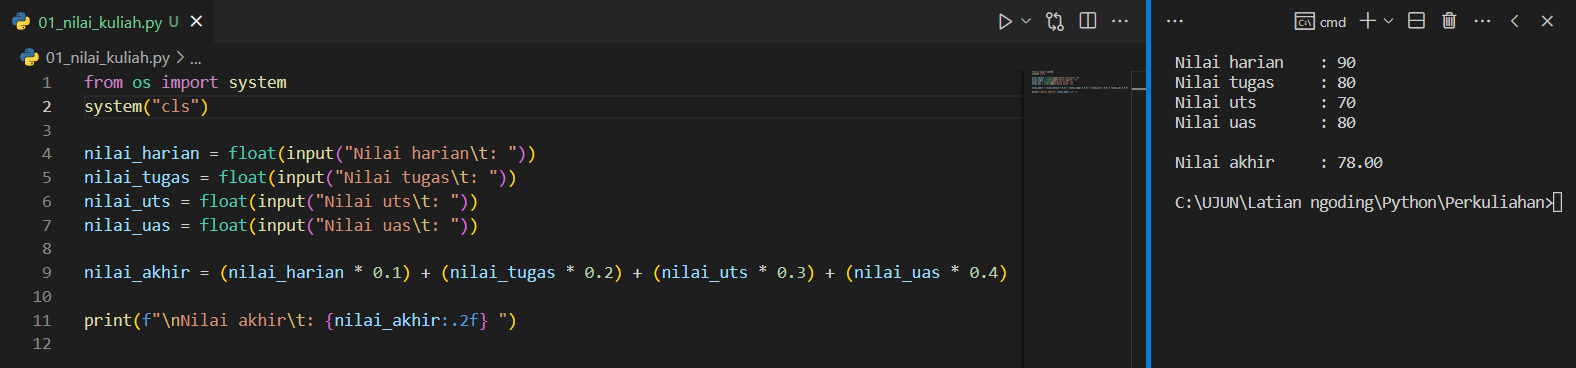 01_nilai_kuliah.py U
01_nilai_kuliah.py > ...
1 from os import system
2 system("cls")
3
4 nilai_harian = float(input("Nilai harian\t: "))
5 nilai_tugas = float(input("Nilai tugas\t: "))
6 nilai_uts = float(input("Nilai uts\t: "))
7 nilai_uas = float(input("Nilai uas\t: "))
8
9 nilai_akhir = (nilai_harian * 0.1) + (nilai_tugas * 0.2) + (nilai_uts * 0.3) + (nilai_uas * 0.4)
10
11 print(f"\nNilai akhir\t: {nilai_akhir:.2f} ")
12
cmd
Nilai harian : 90
Nilai tugas : 80
Nilai uts : 70
Nilai uas : 80
Nilai akhir : 78.00
C:\UJUN\Latian ngoding\Python\Perkuliahan>